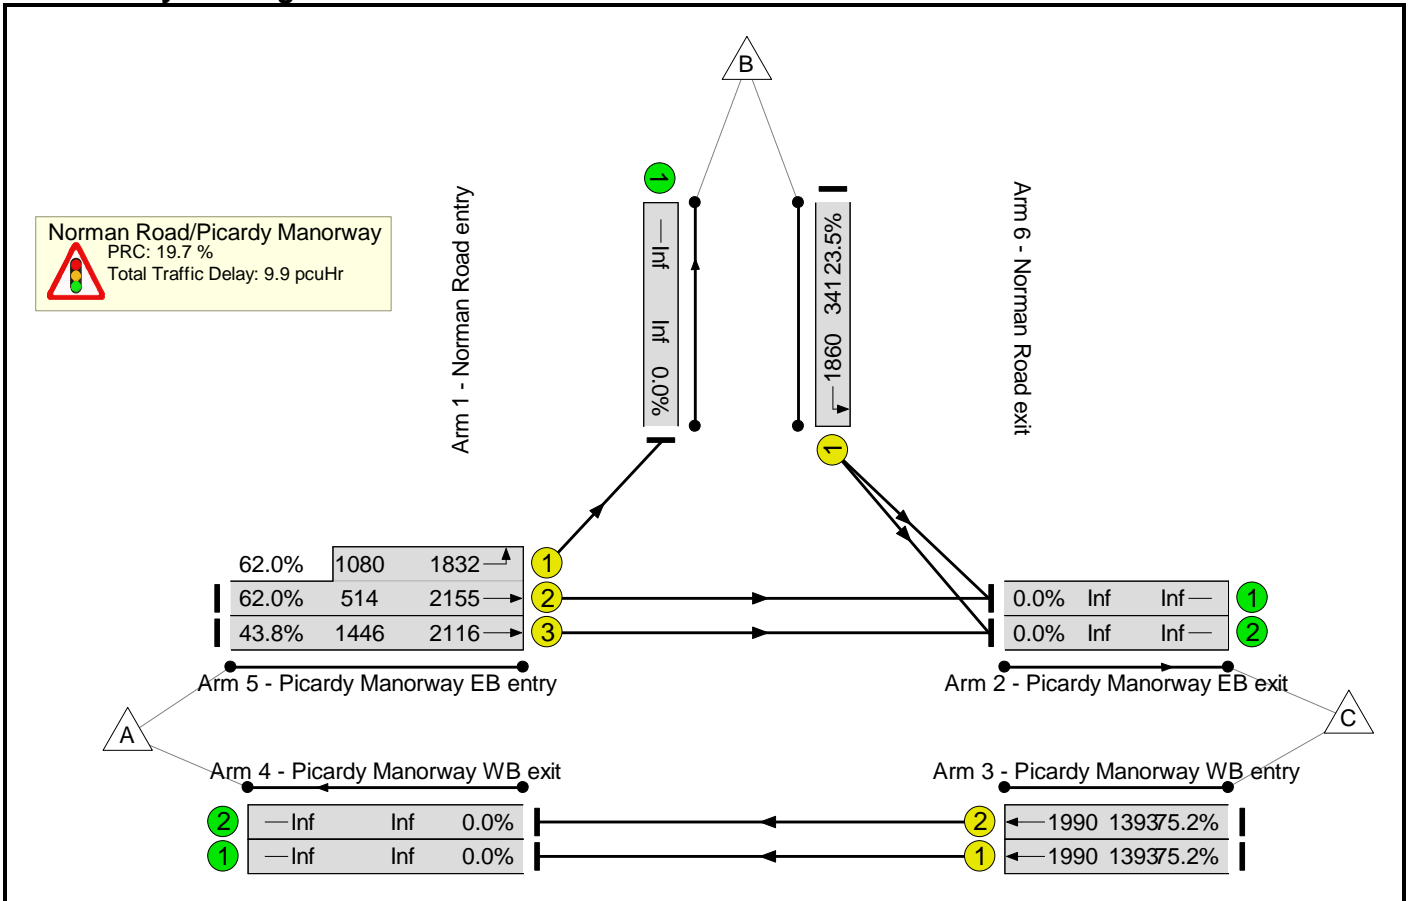 B
Norman Road/Picardy Manorway
PRC: 19.7 %
Total Traffic Delay: 9.9 pcuHr
Arm 1 - Norman Road entry
1
Inf Inf 0.0%
1860 341 23.5%
1
Arm 6 - Norman Road exit
62.0% 1080 1832 1
62.0% 514 2155 2
43.8% 1446 2116 3
Arm 5 - Picardy Manorway EB entry
0.0% Inf Inf 1
0.0% Inf Inf 2
Arm 2 - Picardy Manorway EB exit
A
C
Arm 4 - Picardy Manorway WB exit
2 Inf Inf 0.0%
1 Inf Inf 0.0%
Arm 3 - Picardy Manorway WB entry
2 1990 1393 75.2%
1 1990 1393 75.2%